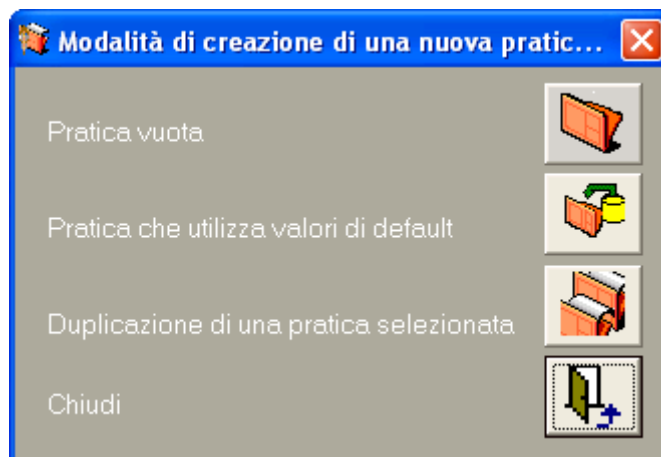 Modalità di creazione di una nuova pratic...
Pratica vuota
Pratica che utilizza valori di default
Duplicazione di una pratica selezionata
Chiudi